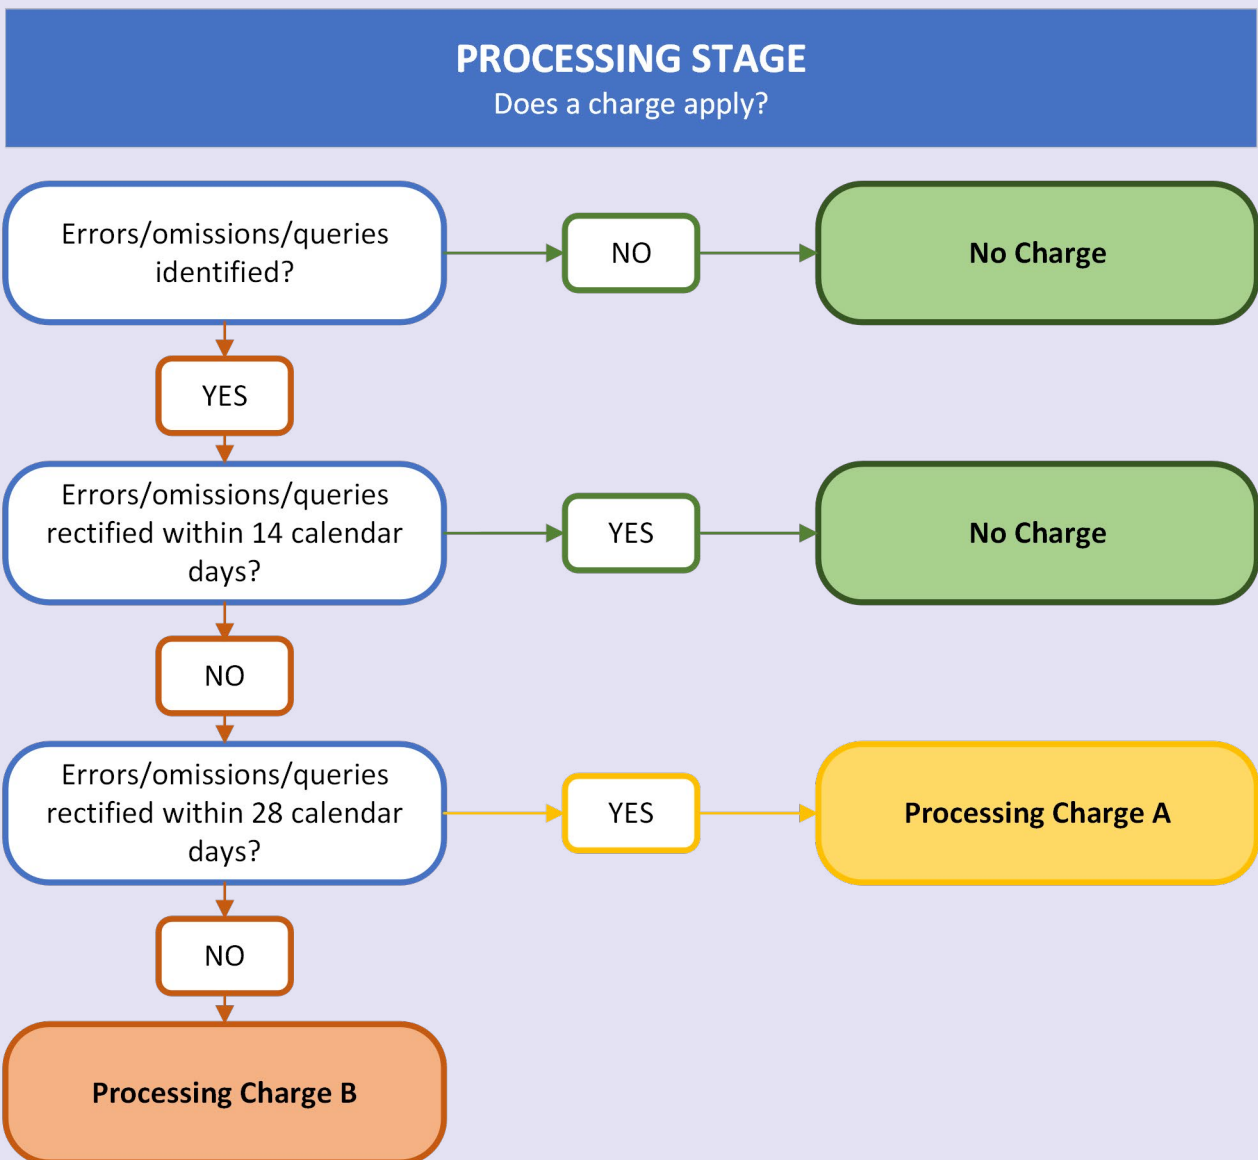 PROCESSING STAGE
Does a charge apply?
Errors/omissions/queries
identified?
NO
No Charge
YES
Errors/omissions/queries
rectified within 14 calendar
days?
YES
No Charge
NO
Errors/omissions/queries
rectified within 28 calendar
days?
YES
Processing Charge A
NO
Processing Charge B